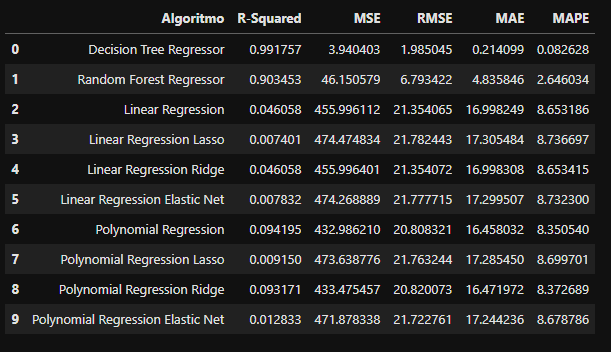 Algoritmo R-Squared MSE RMSE MAE MAPE
0 Decision Tree Regressor 0.991757 3.940403 1.985045 0.214099 0.082628
1 Random Forest Regressor 0.903453 46.150579 6.793422 4.835846 2.646034
2 Linear Regression 0.046058 455.996112 21.354065 16.998249 8.653186
3 Linear Regression Lasso 0.007401 474.474834 21.782443 17.305484 8.736697
4 Linear Regression Ridge 0.046058 455.996401 21.354072 16.998308 8.653415
5 Linear Regression Elastic Net 0.007832 474.268889 21.777715 17.299507 8.732300
6 Polynomial Regression 0.094195 432.986210 20.808321 16.458032 8.350540
7 Polynomial Regression Lasso 0.009150 473.638776 21.763244 17.285450 8.699701
8 Polynomial Regression Ridge 0.093171 433.475457 20.820073 16.471972 8.372689
9 Polynomial Regression Elastic Net 0.012833 471.878338 21.722761 17.244236 8.678786